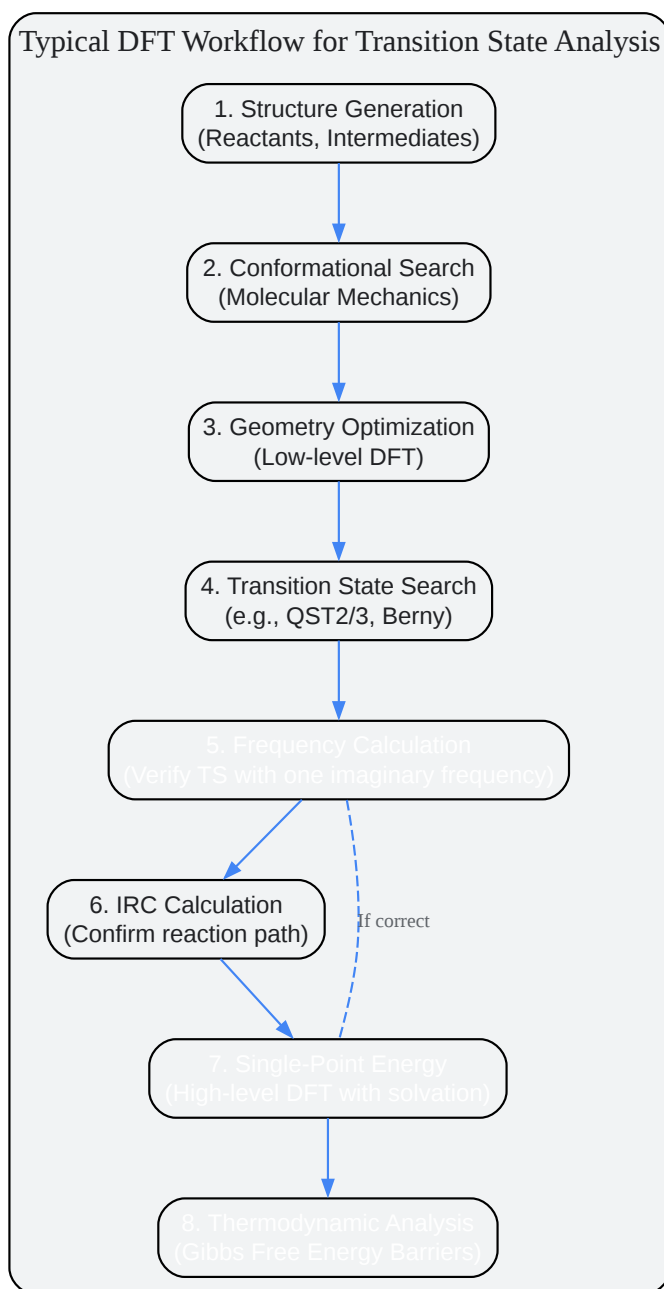 Typical DFT Workflow for Transition State Analysis
1. Structure Generation
(Reactants, Intermediates)
2. Conformational Search
(Molecular Mechanics)
3. Geometry Optimization
(Low-level DFT)
4. Transition State Search
(e.g., QST2/3, Berny)
5. Frequency Calculation
(Verify TS with one imaginary frequency)
6. IRC Calculation
(Confirm reaction path)
If correct
7. Single-Point Energy
(High-level DFT with solvation)
8. Thermodynamic Analysis
(Gibbs Free Energy Barriers)